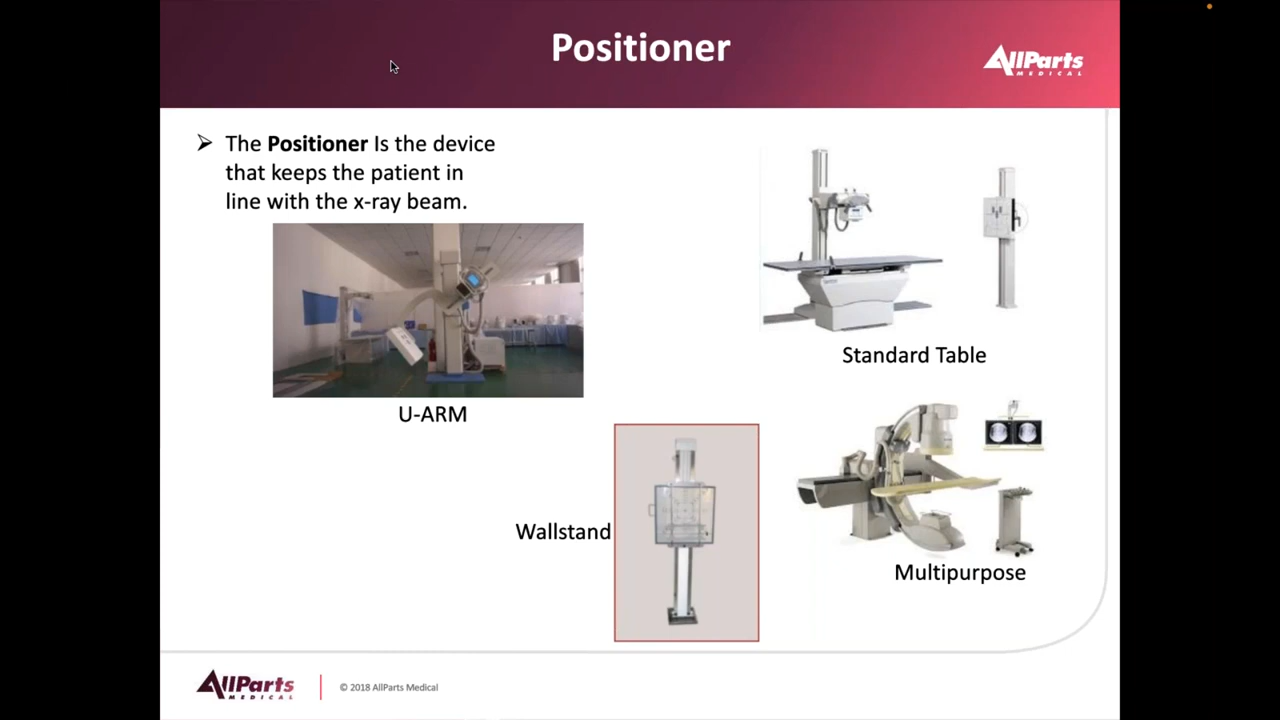 Positioner
AllParts
MEDICAL
The Positioner Is the device
that keeps the patient in
line with the x-ray beam.
Standard Table
U-ARM
Wallstand
Multipurpose
AllParts
MEDICAL
© 2018 AllParts Medical